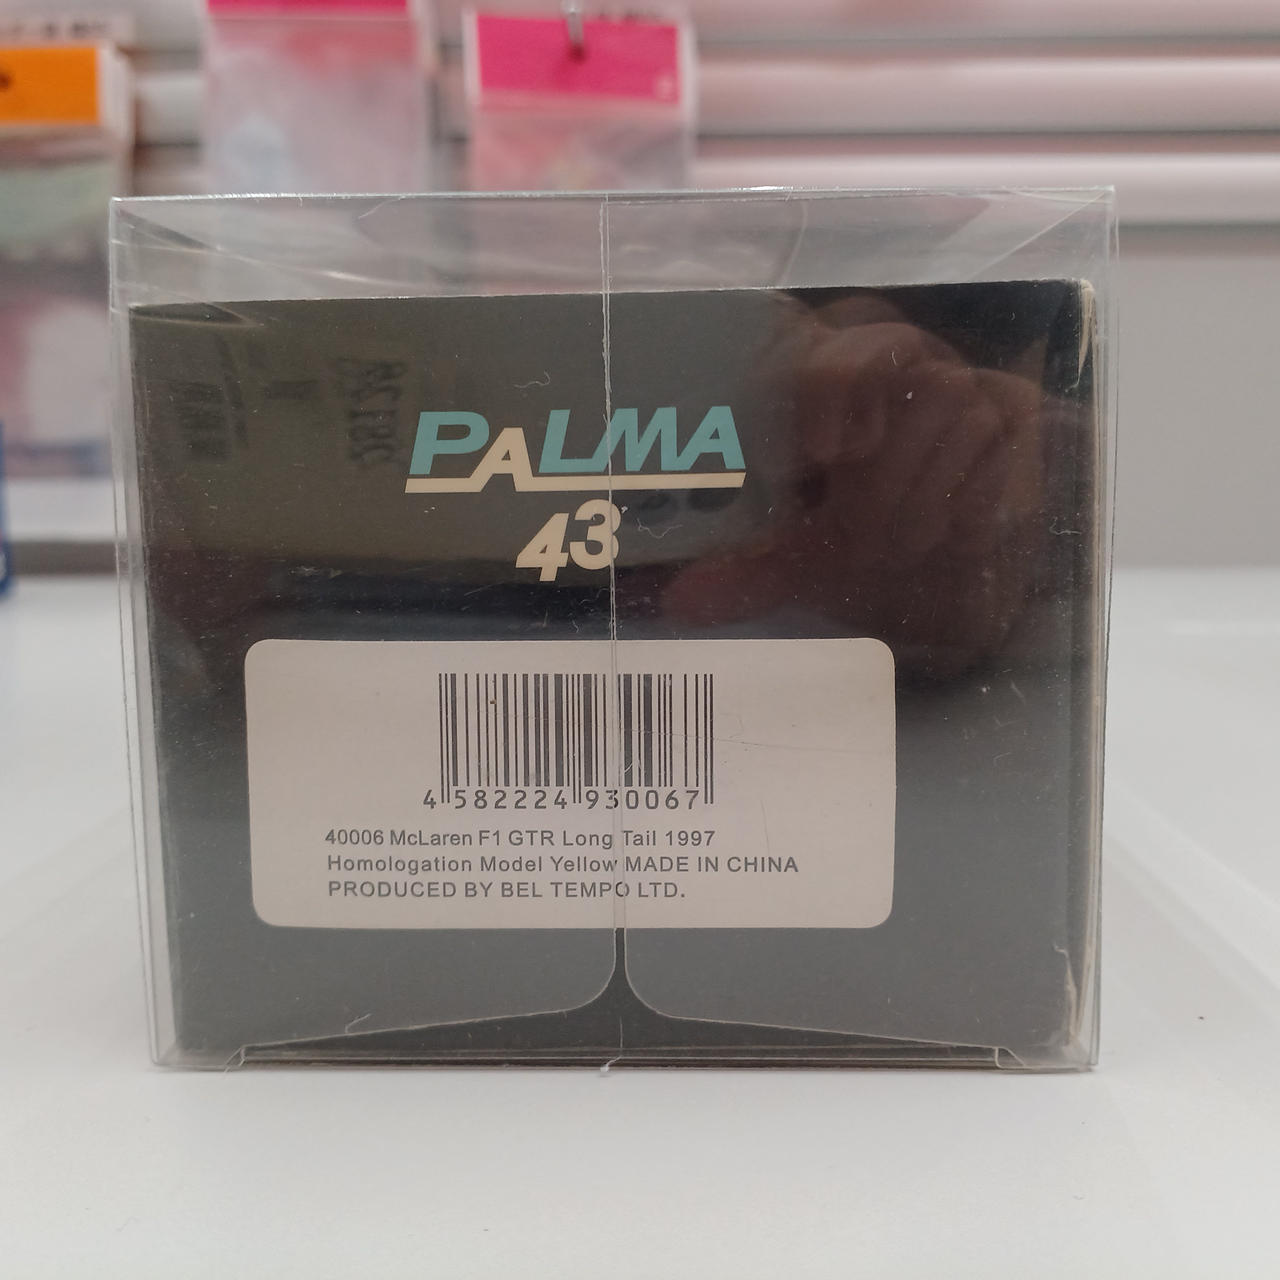 PALMA
43
4 582224 930067
40006 McLaren F1 GTR Long Tail 1997
Homologation Model Yellow MADE IN CHINA
PRODUCED BY BEL TEMPO LTD.